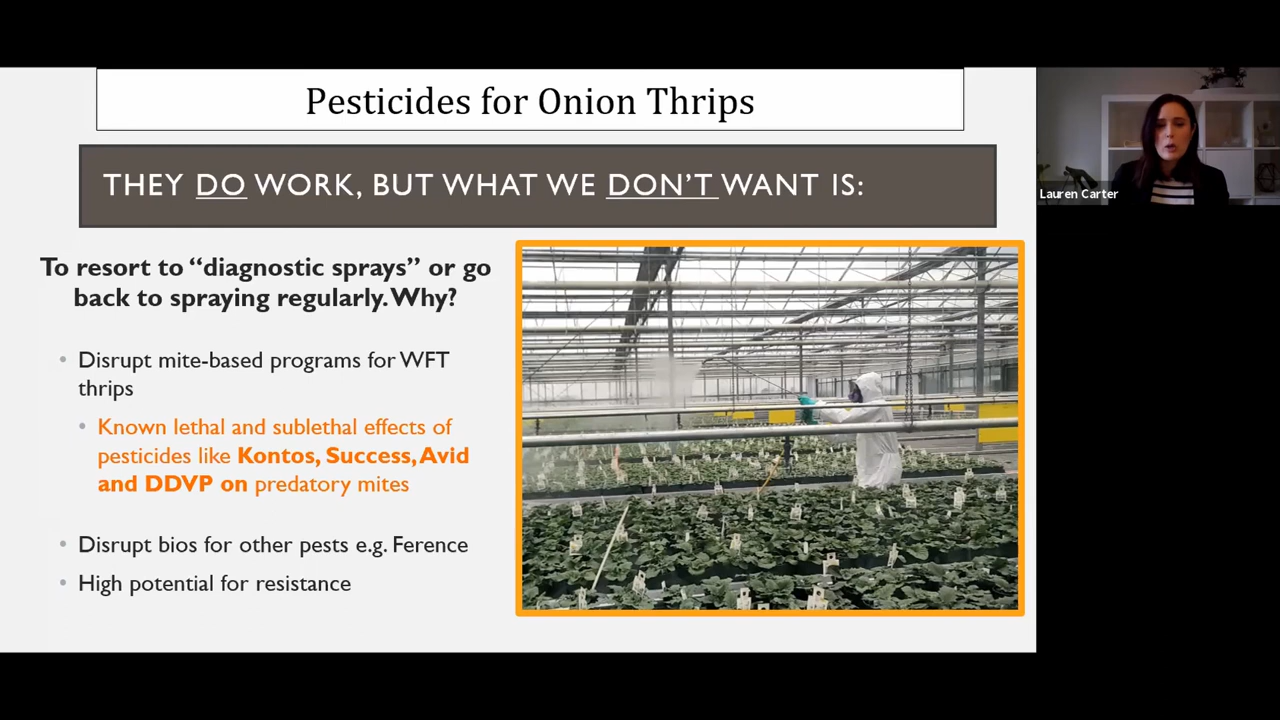 Pesticides for Onion Thrips
THEY DO WORK, BUT WHAT WE DON'T WANT IS:
To resort to “diagnostic sprays” or go
back to spraying regularly. Why?
• Disrupt mite-based programs for WFT
thrips
• Known lethal and sublethal effects of
pesticides like Kontos, Success, Avid
and DDVP on predatory mites
• Disrupt bios for other pests e.g. Ference
• High potential for resistance
Lauren Carter